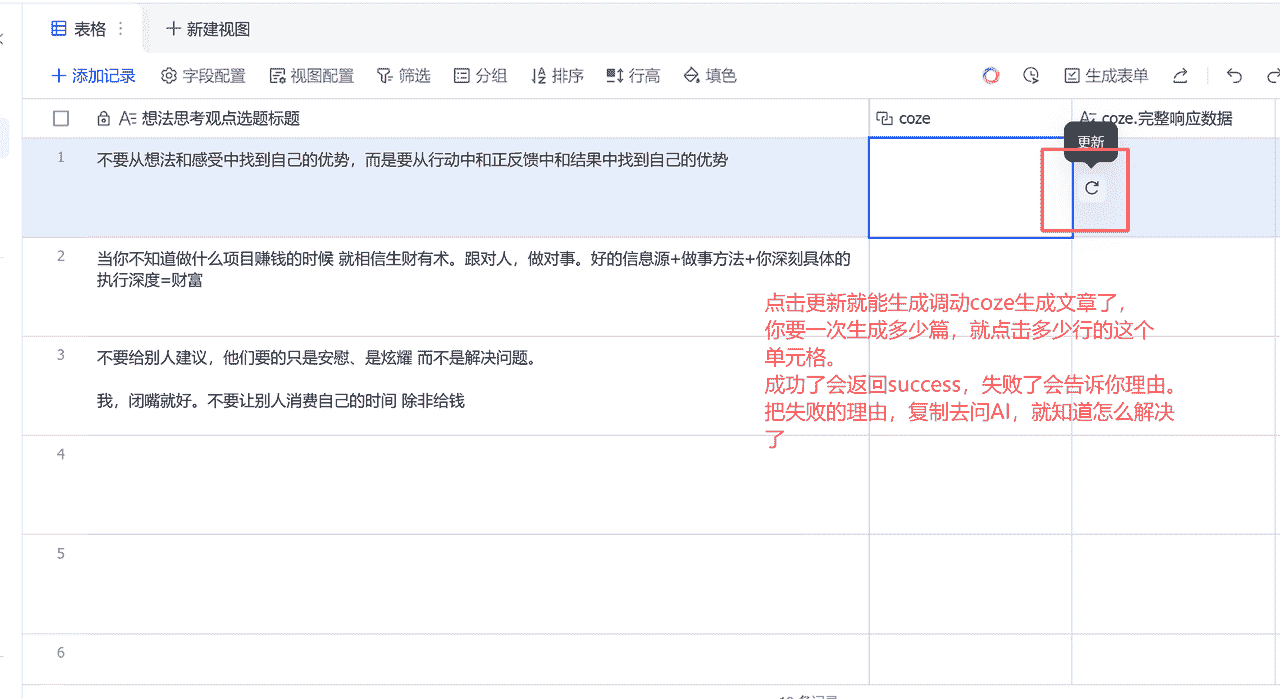 表格
新建视图
添加记录 字段配置 视图配置 筛选 分组 排序 行高 填色 生成表单
想法思考观点选题标题 coze coze.完整响应数据
更新
1 不要从想法和感受中找到自己的优势，而是要从行动中和正反馈中和结果中找到自己的优势
2 当你不知道做什么项目赚钱的时候 就相信生财有术。跟对人，做对事。好的信息源+做事方法+你深刻具体的
执行深度=财富
点击更新就能生成调动coze生成文章了，
你要一次生成多少篇，就点击多少行的这个
单元格。
成功了会返回success，失败了会告诉你理由。
把失败的理由，复制去问AI，就知道怎么解决
了
3 不要给别人建议，他们要的只是安慰、是炫耀 而不是解决问题。
我，闭嘴就好。不要让别人消费自己的时间 除非给钱
4
5
6